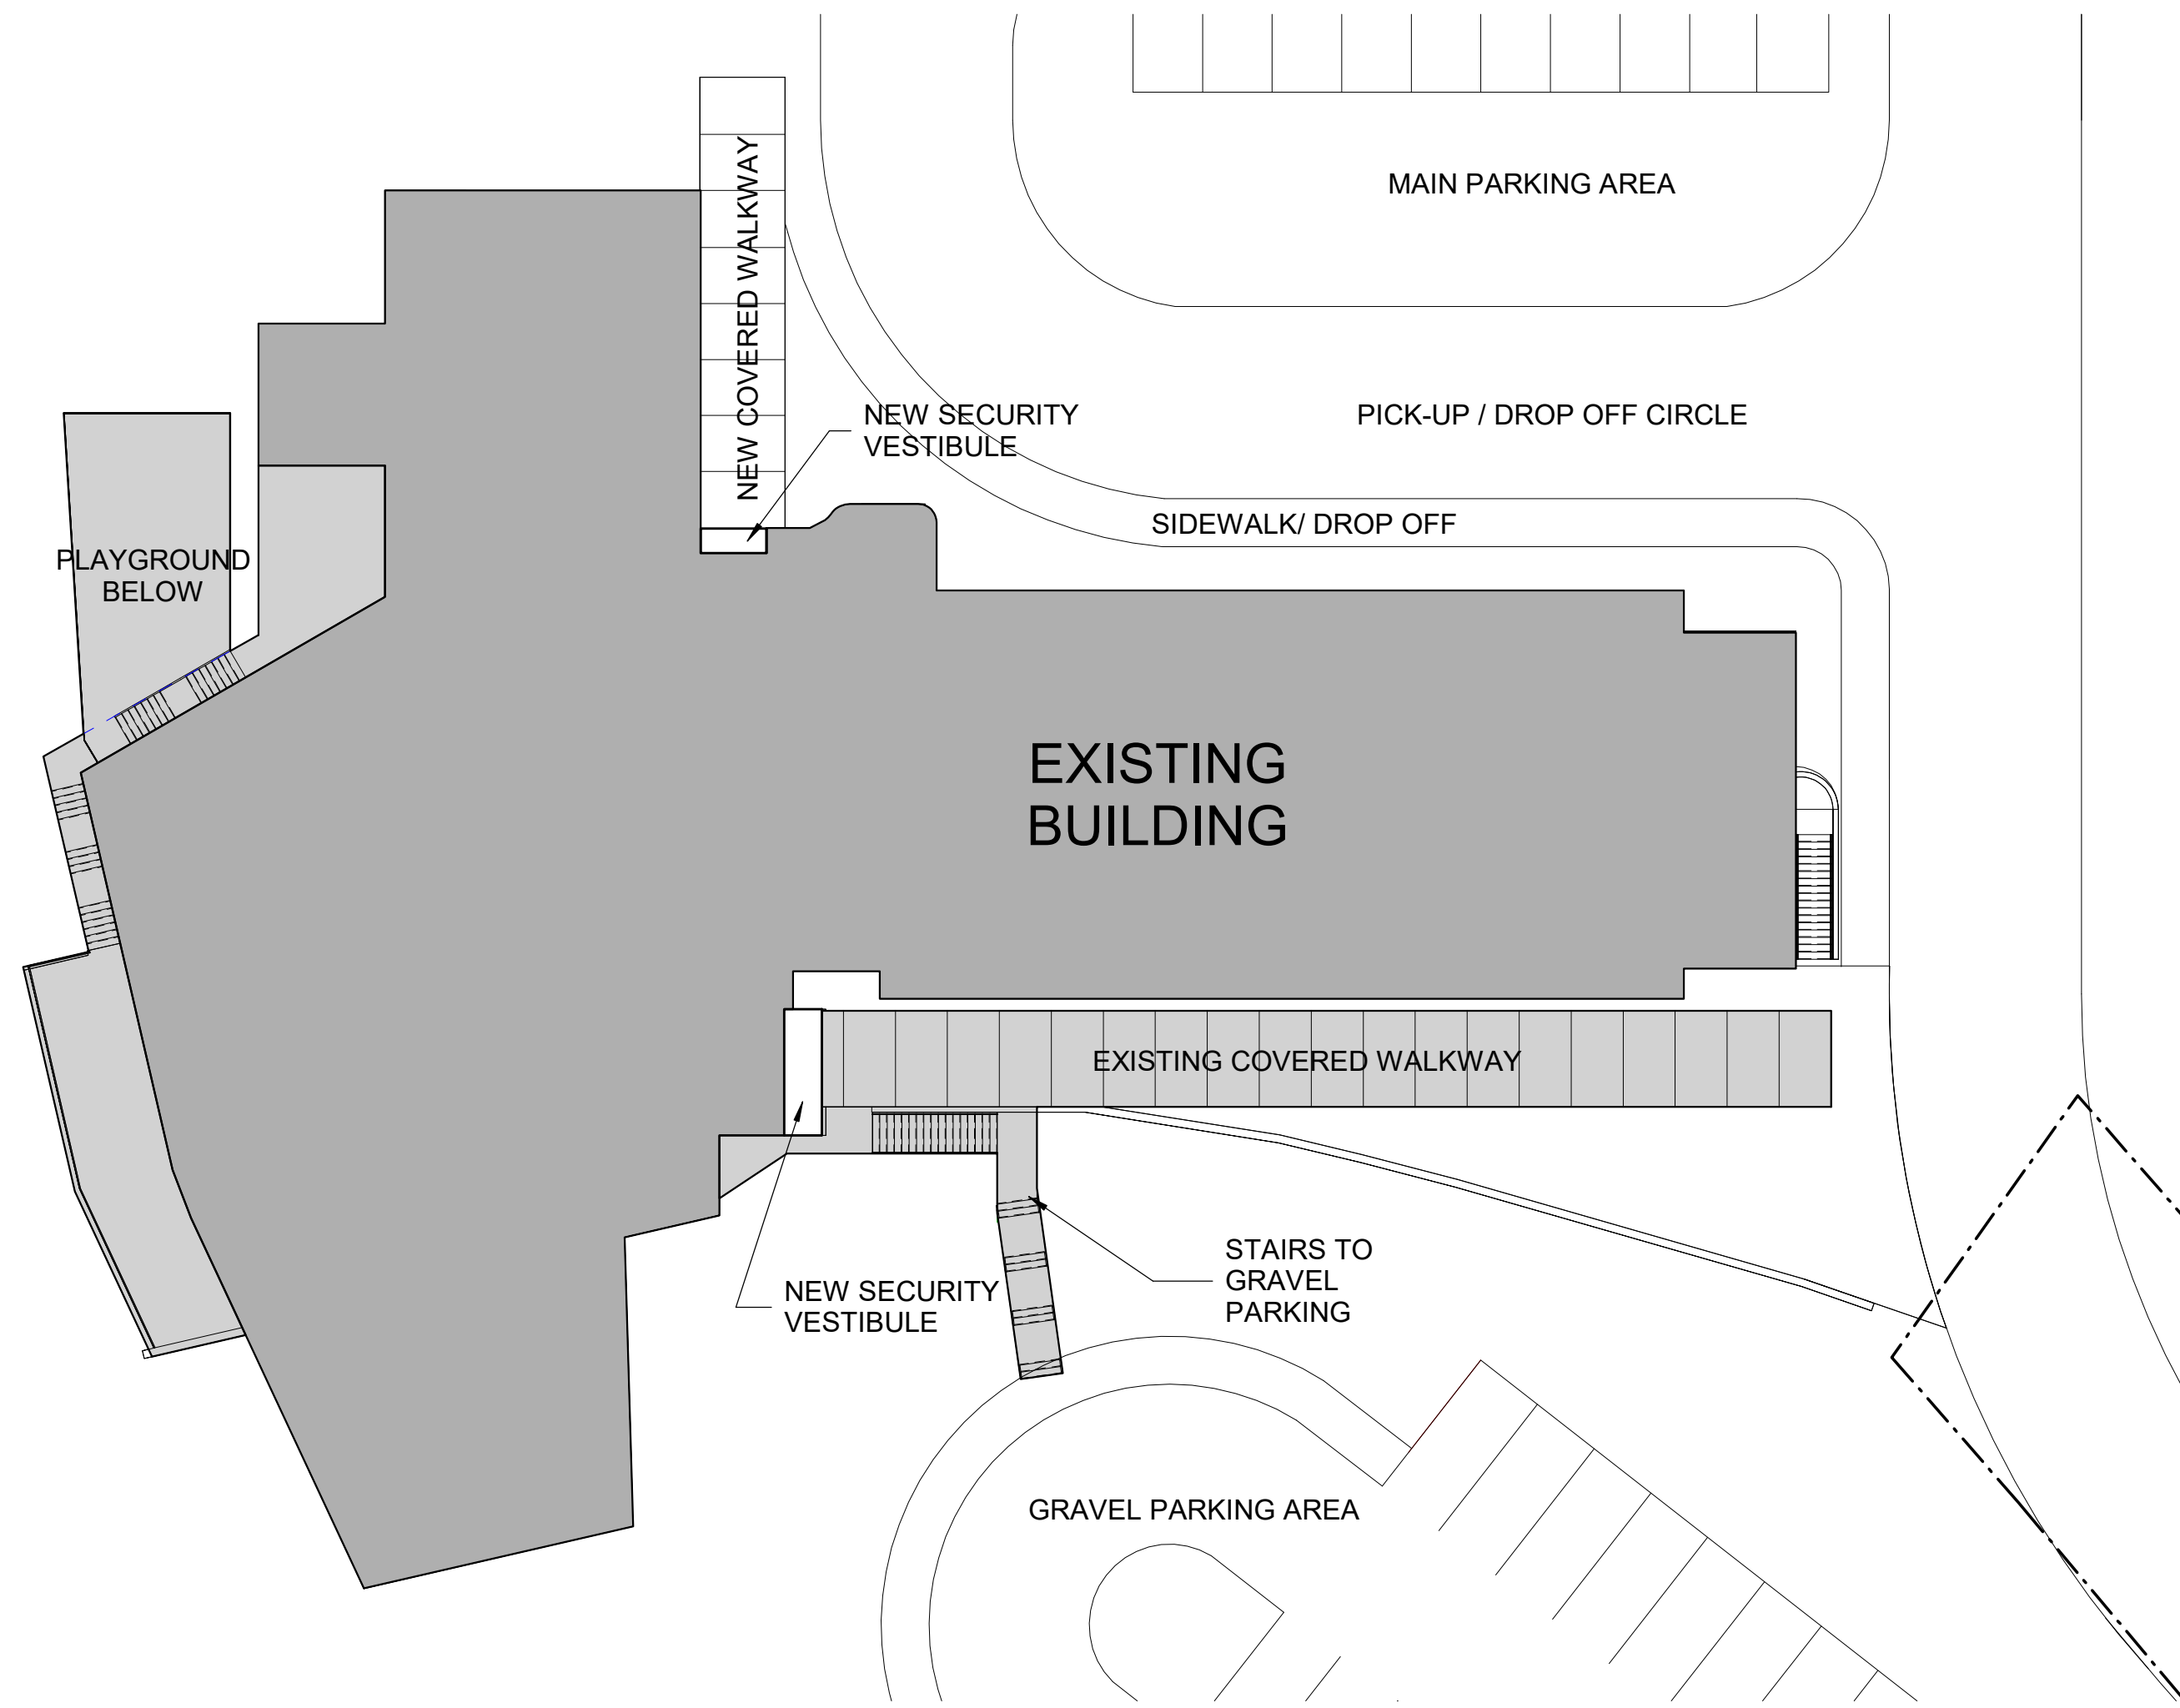 MAIN PARKING AREA
NEW COVERED WALKWAY
NEW SECURITY
VESTIBULE
PICK-UP / DROP OFF CIRCLE
SIDEWALK/ DROP OFF
PLAYGROUND
BELOW
EXISTING
BUILDING
EXISTING COVERED WALKWAY
NEW SECURITY
VESTIBULE
STAIRS TO
GRAVEL
PARKING
GRAVEL PARKING AREA